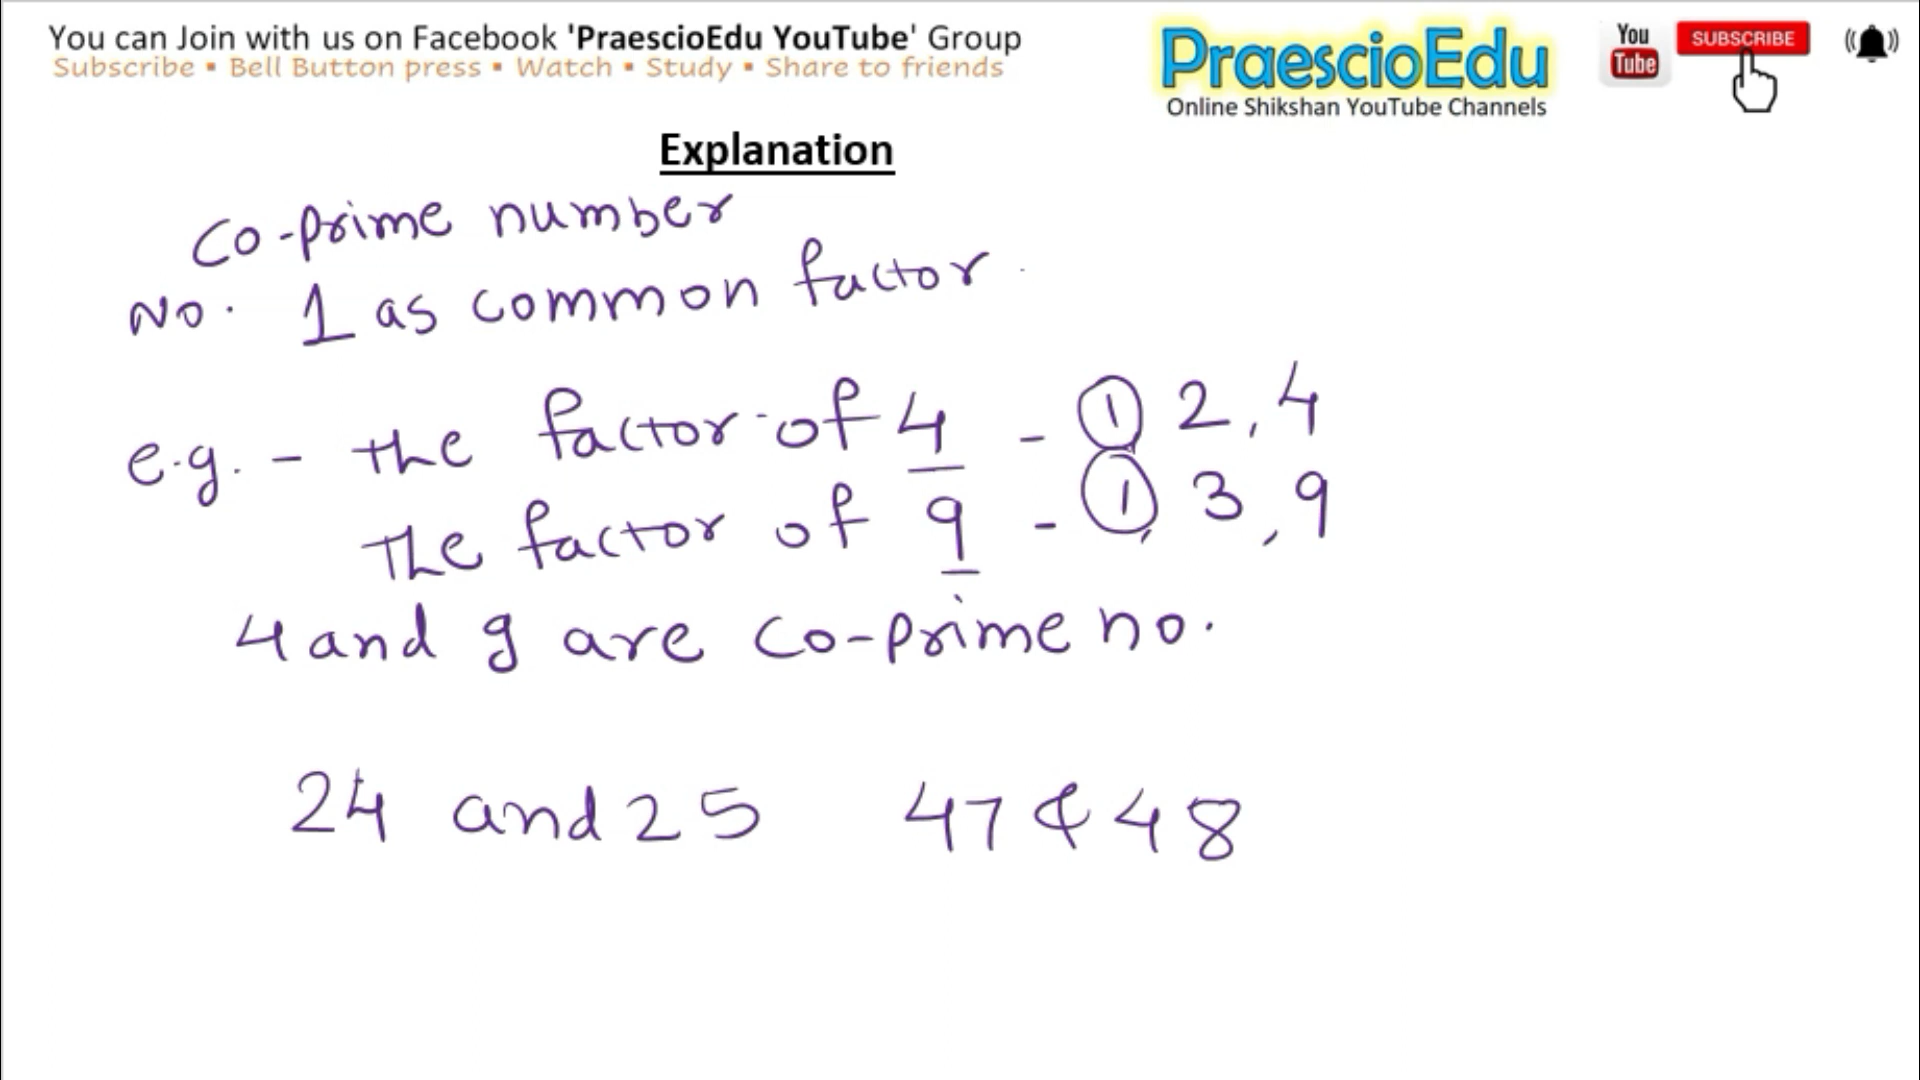 You can Join with us on Facebook 'PraescioEdu YouTube' Group
Subscribe ▪ Bell Button press ▪ Watch ▪ Study ▪ Share to friends
PraescioEdu
Online Shikshan YouTube Channels
You
Tube
SUBSCRIBE
Explanation
Co-prime number
No. 1 as common factor.
e.g. - the factor of 4 - 1, 2, 4
The factor of 9 - 1, 3, 9
4 and 9 are co-prime no.
24 and 25 47 & 48